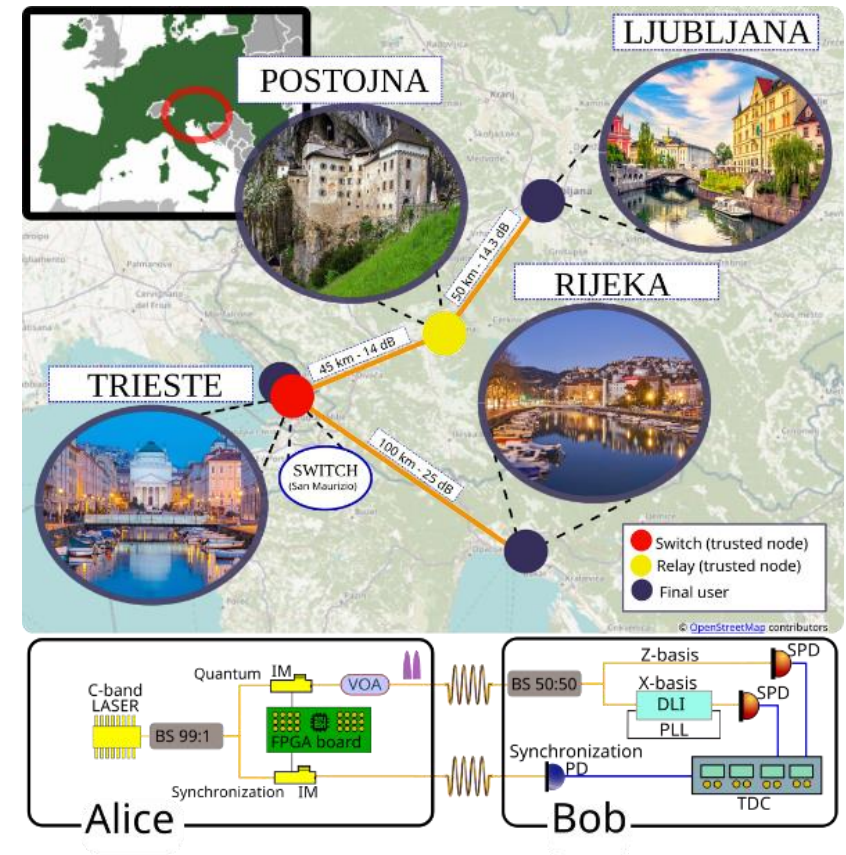 LJUBLJANA
POSTOJNA
50 km - 14.3 dB
RIJEKA
45 km - 14 dB
TRIESTE
100 km - 25 dB
SWITCH
(San Maurizio)
Switch (trusted node)
Relay (trusted node)
Final user
© OpenStreetMap contributors
Palmanova
Kranj
Quantum
IM
VOA
C-band
LASER
BS 99:1
FPGA board
Synchronization
IM
Alice
BS 50:50
Z-basis
SPD
X-basis
DLI
SPD
PLL
Synchronization
PD
TDC
Bob